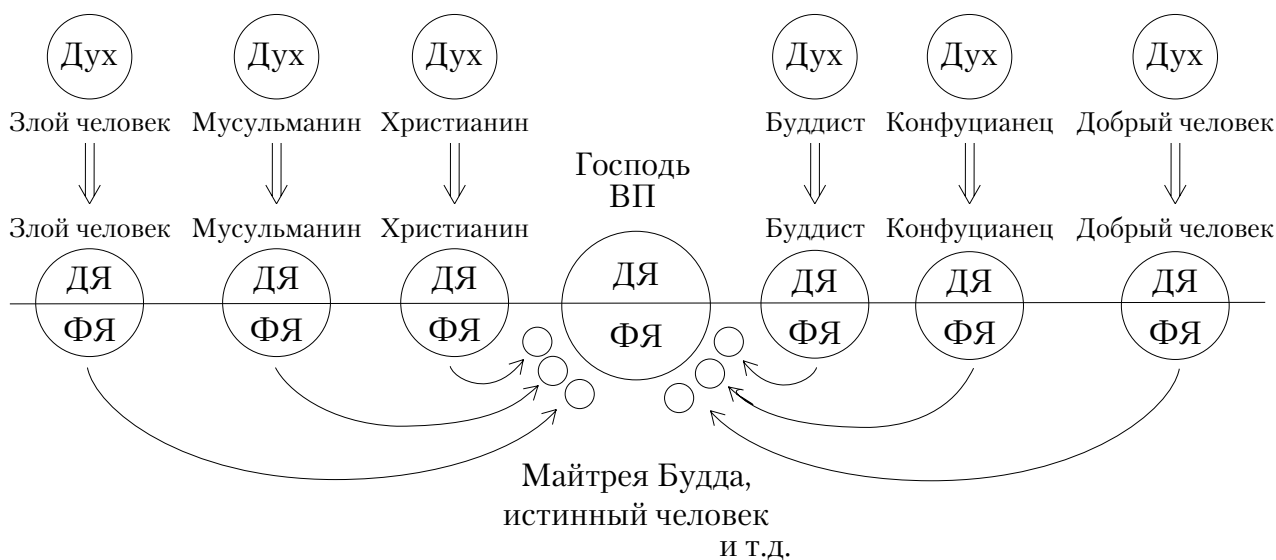 Дух Дух Дух Дух Дух Дух
Злой человек Мусульманин Христианин Буддист Конфуцианец Добрый человек
Господь
ВП
Злой человек Мусульманин Христианин Буддист Конфуцианец Добрый человек
ДЯ ДЯ ДЯ ДЯ ДЯ ДЯ ДЯ
ФЯ ФЯ ФЯ ФЯ ФЯ ФЯ ФЯ
Майтрея Будда,
истинный человек
и т.д.